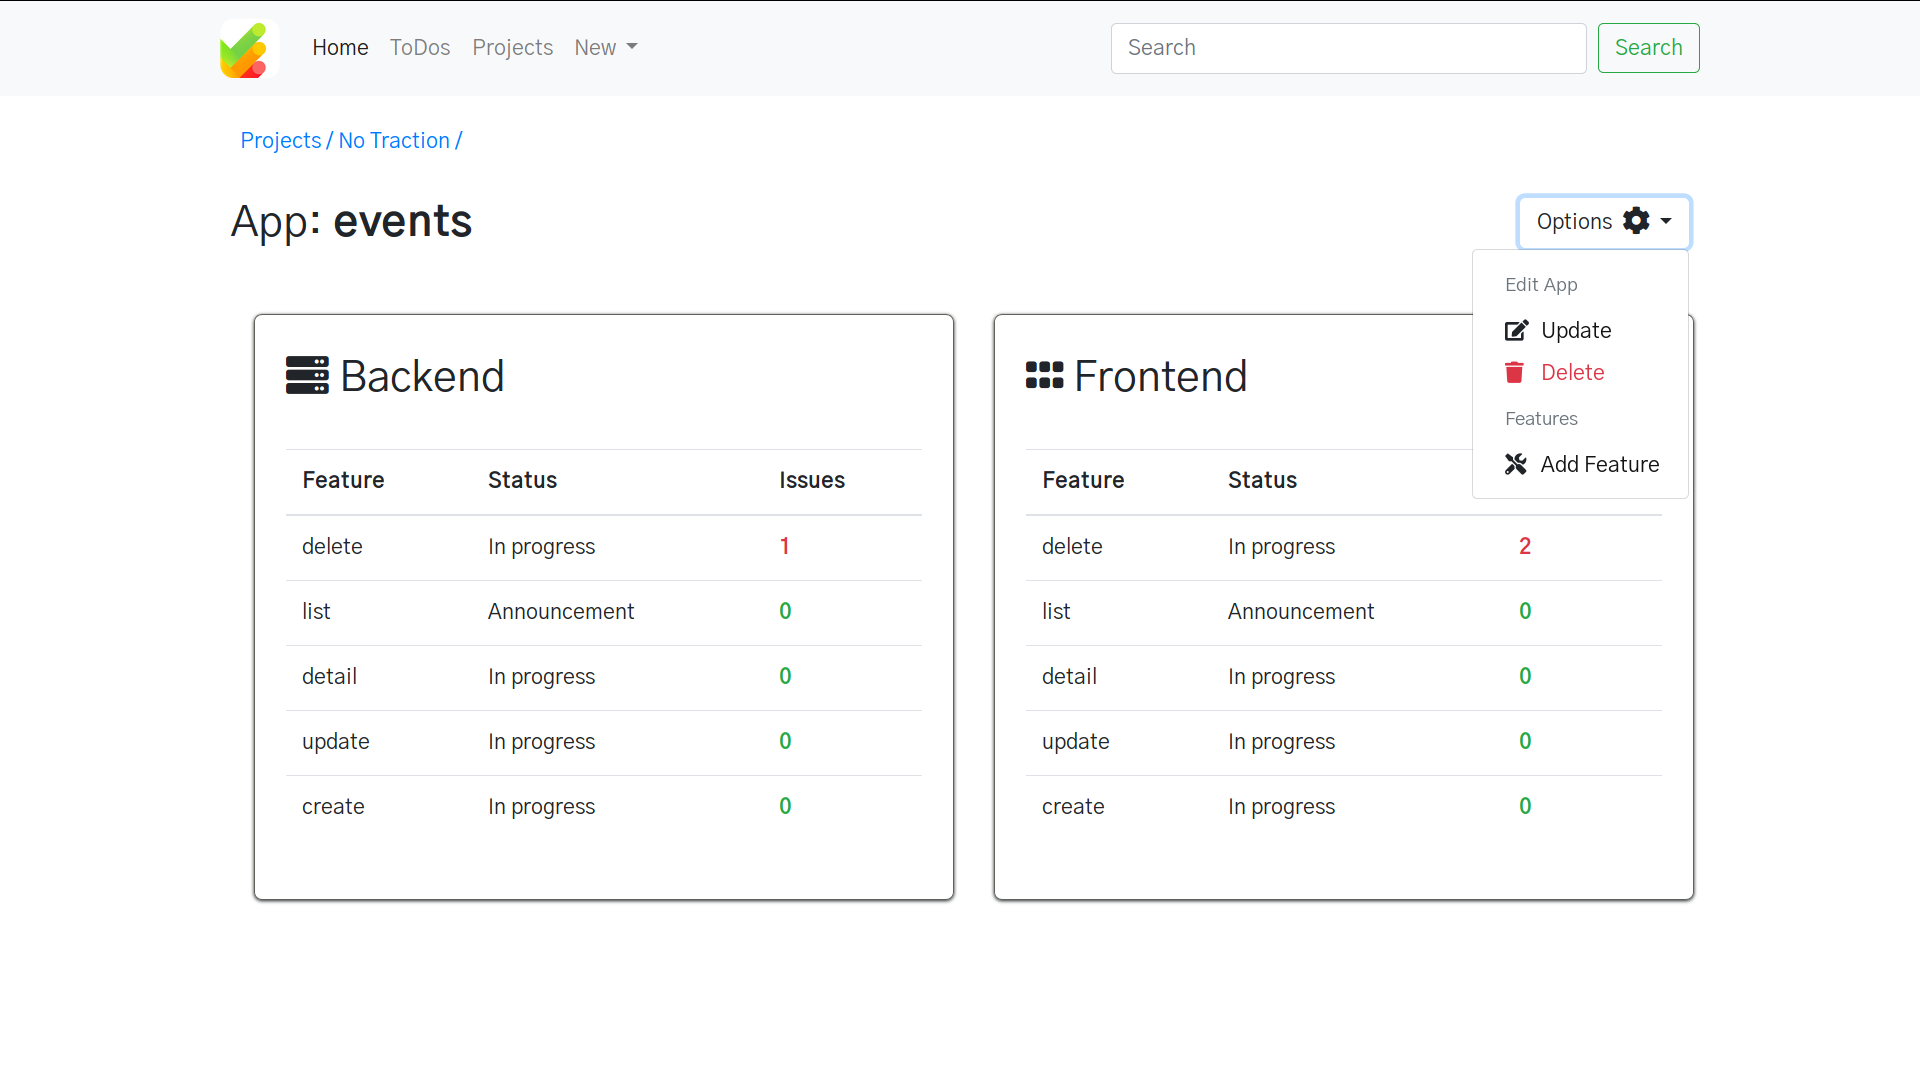 Home ToDos Projects New Search Search
Projects / No Traction /
App: events
Options
Edit App
Update
Delete
Features
Add Feature
Backend
Feature Status Issues
delete In progress 1
list Announcement 0
detail In progress 0
update In progress 0
create In progress 0
Frontend
Feature Status
delete In progress 2
list Announcement 0
detail In progress 0
update In progress 0
create In progress 0